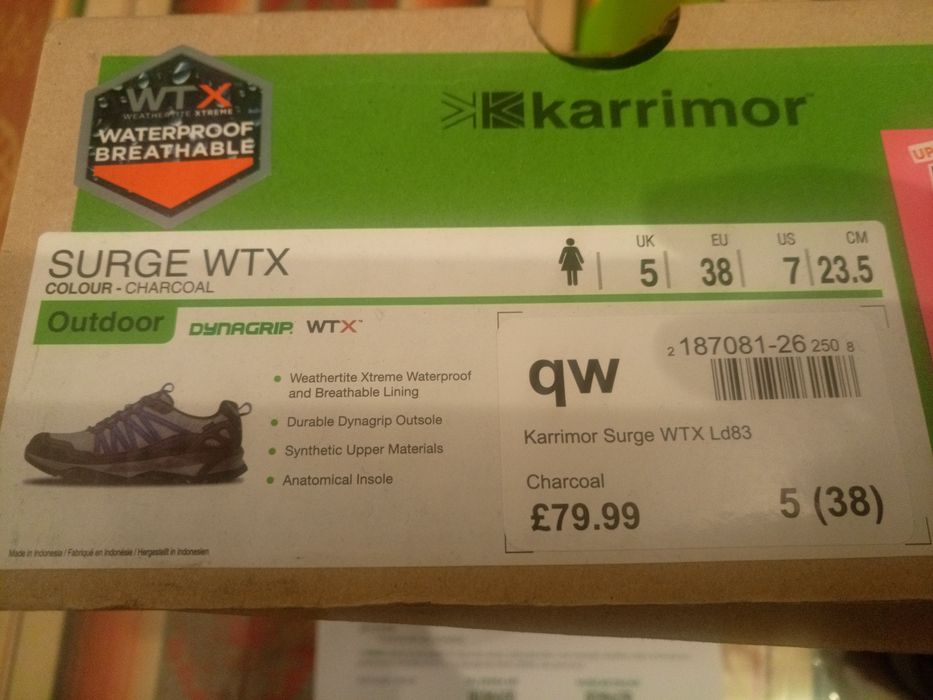 WTX
WEATHERTITE XTREME
WATERPROOF
BREATHABLE
karrimor™
UP
SURGE WTX
COLOUR - CHARCOAL
UK EU US CM
5 38 7 23.5
Outdoor DYNAGRIP. WTX™
Weathertite Xtreme Waterproof
and Breathable Lining
Durable Dynagrip Outsole
Synthetic Upper Materials
Anatomical Insole
qw
2 187081-26 250 8
Karrimor Surge WTX Ld83
Charcoal
£79.99 5 (38)
Made in Indonesia / Fabriqué en Indonésie / Hergestellt in Indonesien